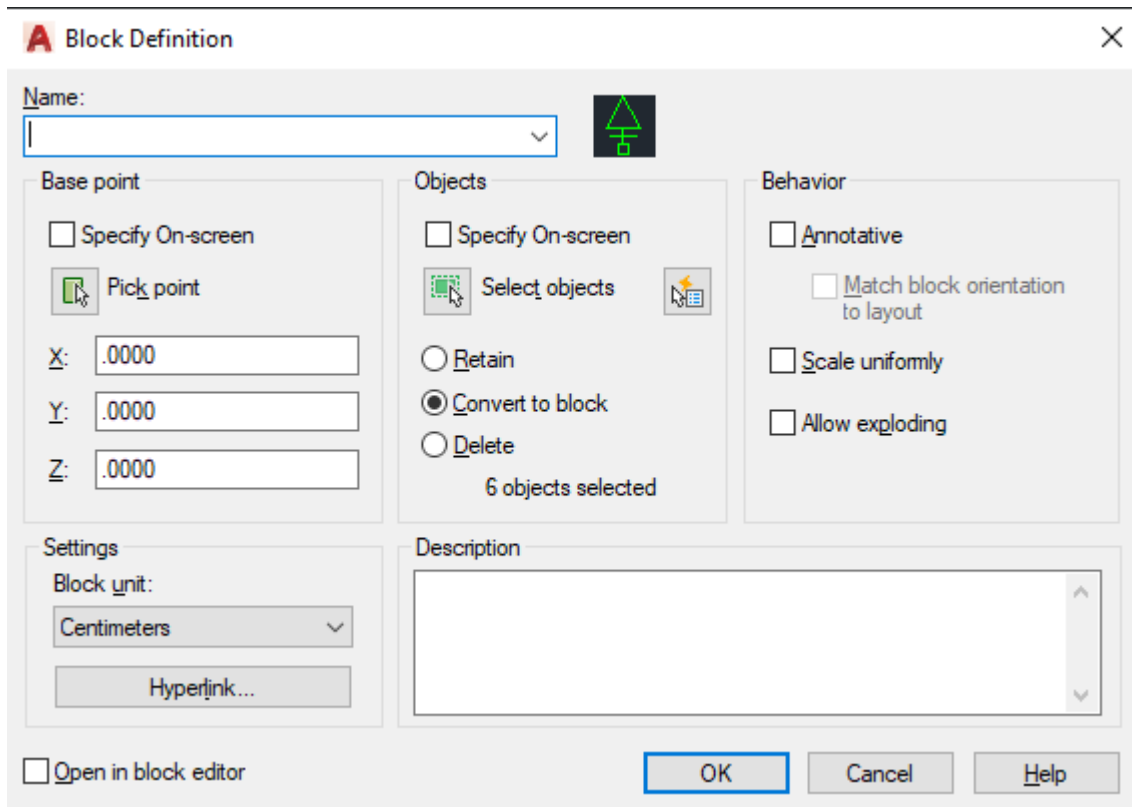 Block Definition
Name:
Base point
Specify On-screen
Pick point
X: .0000
Y: .0000
Z: .0000
Objects
Specify On-screen
Select objects
Retain
Convert to block
Delete
6 objects selected
Behavior
Annotative
Match block orientation
to layout
Scale uniformly
Allow exploding
Settings
Block unit:
Centimeters
Hyperlink...
Description
Open in block editor
OK
Cancel
Help